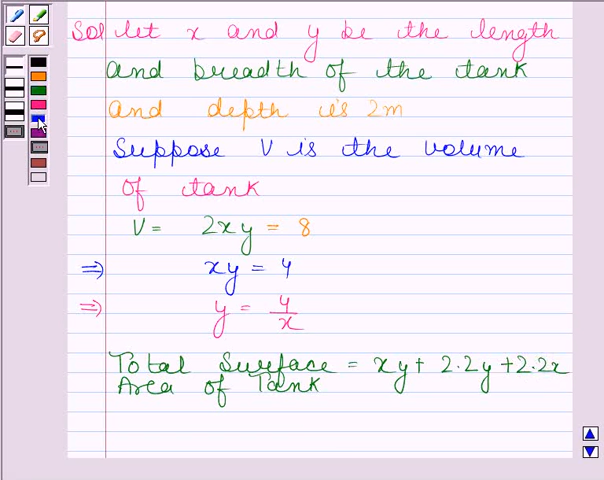 Sol let x and y be the length
and breadth of the tank
and depth is 2m
Suppose V is the volume
of tank
V = 2xy = 8
⇒ xy = 4
⇒ y = 4/x
Total Surface = xy + 2.2y + 2.2x
Area of Tank